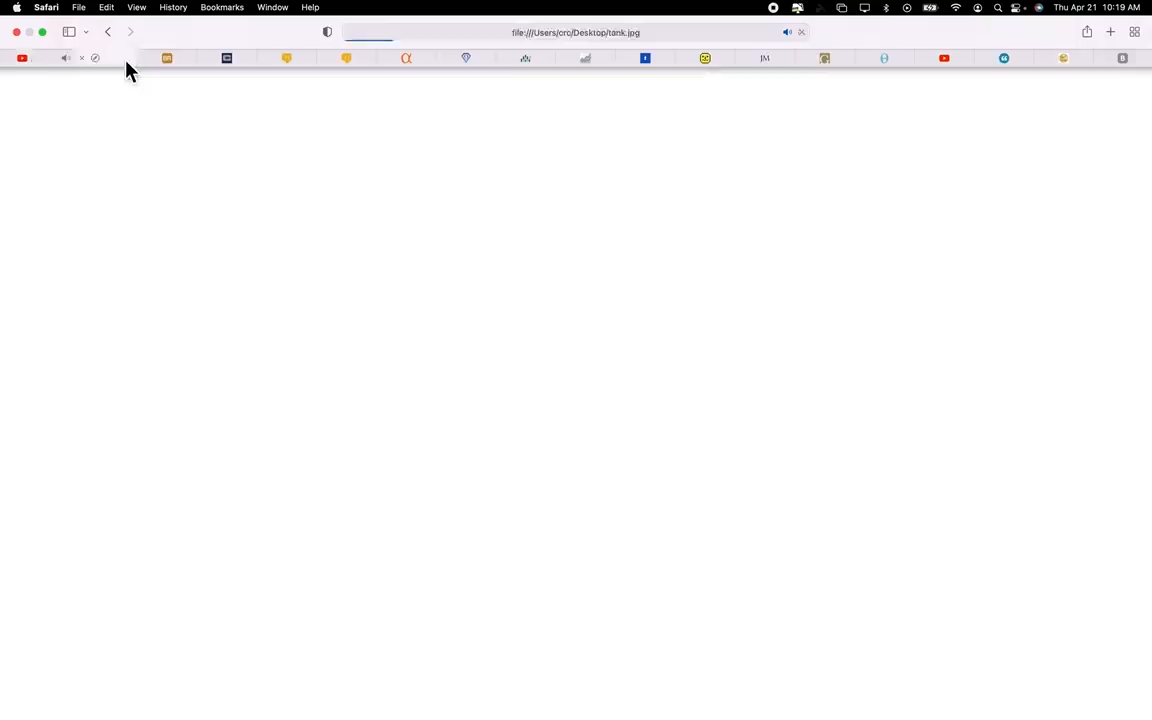 Safari File Edit View History Bookmarks Window Help Thu Apr 21 10:19 AM
file:///Users/cro/Desktop/tank.jpg
JM